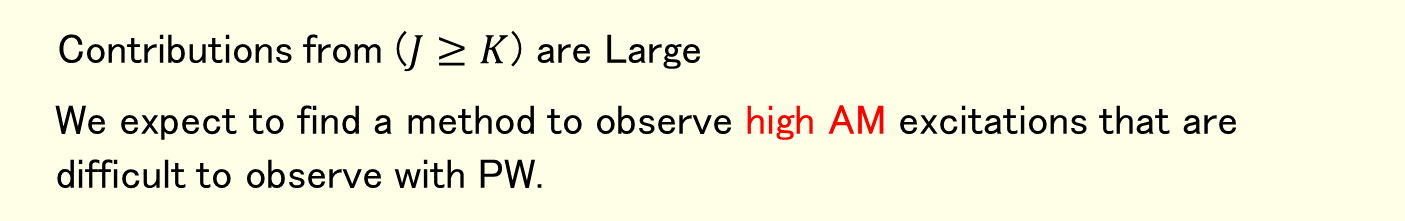 Contributions from (J ≥ K) are Large
We expect to find a method to observe high AM excitations that are
difficult to observe with PW.